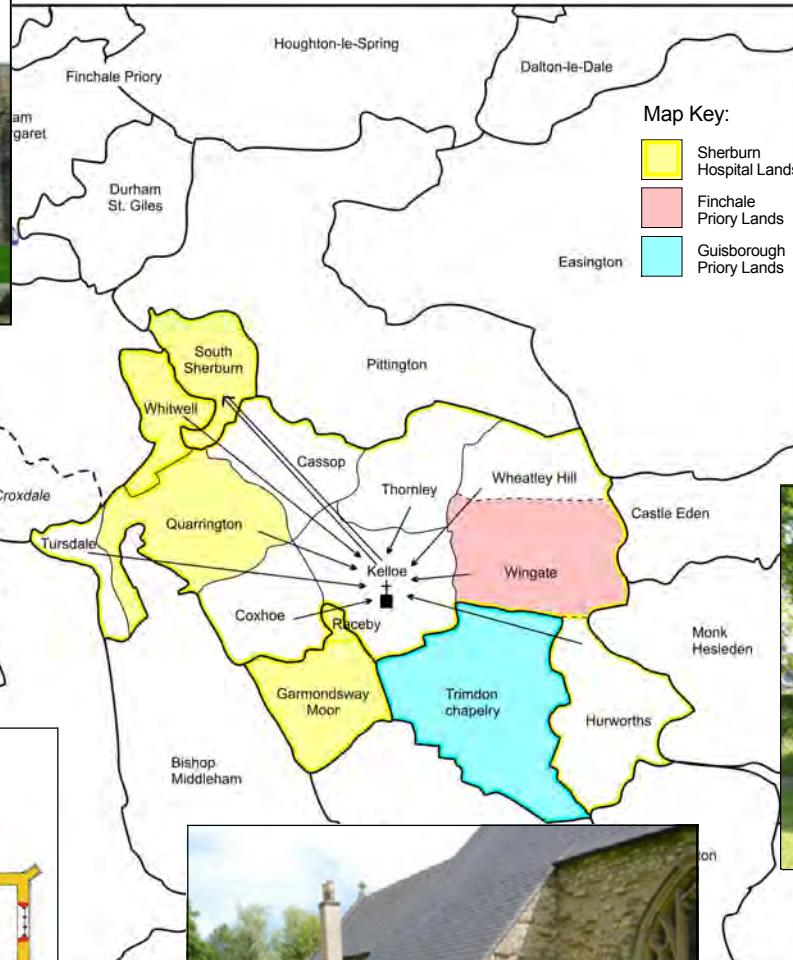 Houghton-le-Spring
Dalton-le-Dale
Finchale Priory
Map Key:
Sherburn
Hospital Lands
Finchale
Priory Lands
Guisborough
Priory Lands
Durham
St. Giles
Easington
Pittington
South
Sherburn
Whitwell
Cassop
Thornley
Wheatley Hill
Castle Eden
Croxdale
Quarrington
Tursdale
Kelloe
Wingate
Coxhoe
Raceby
Monk
Hesleden
Garmondsway
Moor
Trimdon
chapelry
Hurworths
Bishop
Middleham